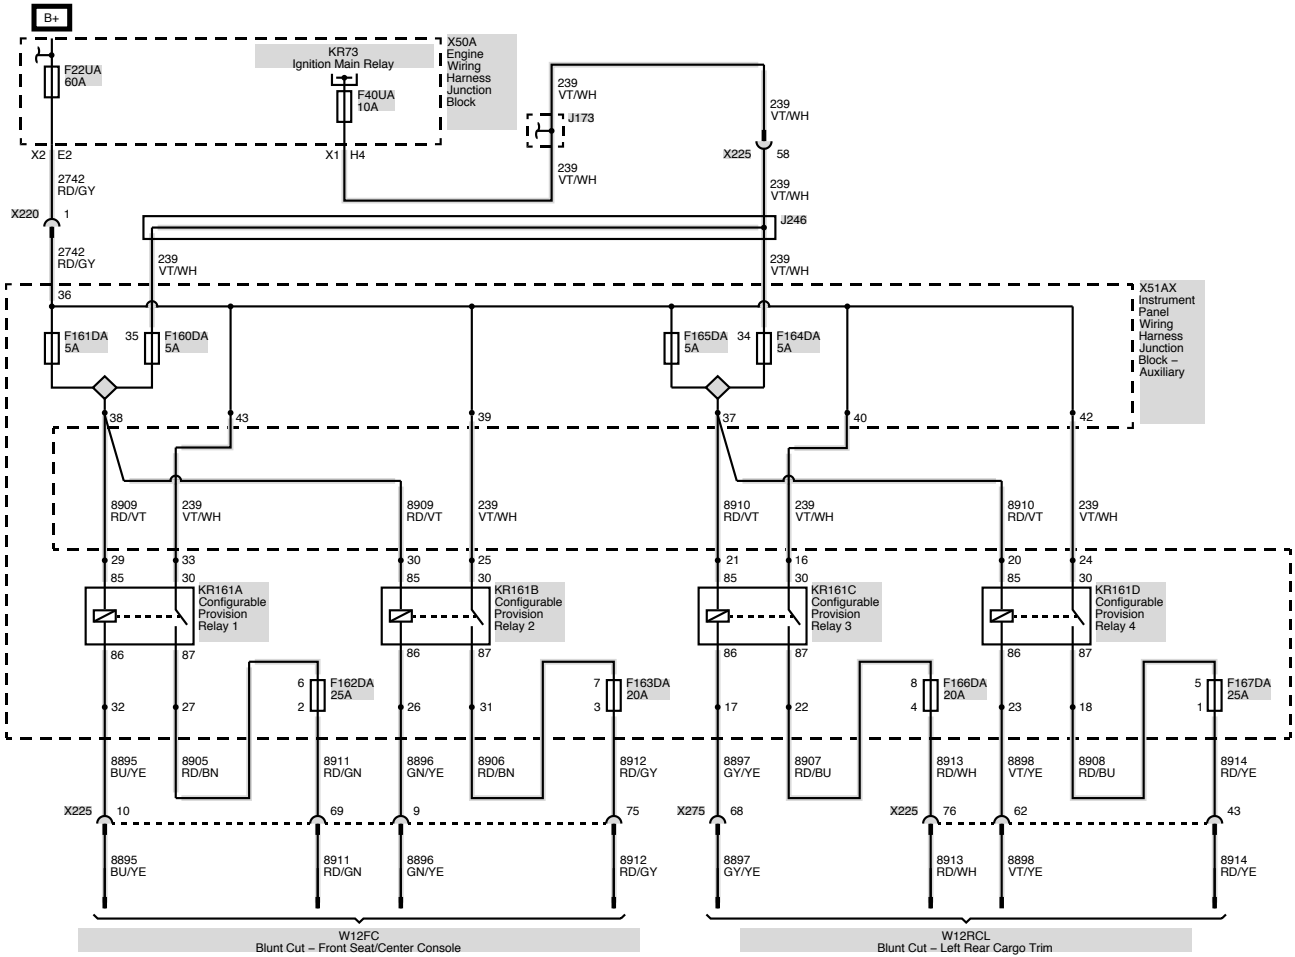 B+
F22UA
60A
KR73
Ignition Main Relay
F40UA
10A
X50A
Engine
Wiring
Harness
Junction
Block
239
VT/WH
J173
239
VT/WH
X225 58
X2 E2
X1 H4
239
VT/WH
2742
RD/GY
239
VT/WH
X220 1
J246
2742
RD/GY
239
VT/WH
239
VT/WH
36
X51AX
Instrument
Panel
Wiring
Harness
Junction
Block –
Auxiliary
F161DA
5A
35
F160DA
5A
F165DA
5A
34
F164DA
5A
38
43
39
37
40
42
8909
RD/VT
239
VT/WH
8909
RD/VT
239
VT/WH
8910
RD/VT
239
VT/WH
8910
RD/VT
239
VT/WH
29
33
30
25
21
16
20
24
85
30
85
30
85
30
85
30
KR161A
Configurable
Provision
Relay 1
KR161B
Configurable
Provision
Relay 2
KR161C
Configurable
Provision
Relay 3
KR161D
Configurable
Provision
Relay 4
86
87
86
87
86
87
86
87
6
F162DA
25A
2
7
F163DA
20A
3
8
F166DA
20A
4
5
F167DA
25A
1
32
27
26
31
17
22
23
18
8895
BU/YE
8905
RD/BN
8911
RD/GN
8896
GN/YE
8906
RD/BN
8912
RD/GY
8897
GY/YE
8907
RD/BU
8913
RD/WH
8898
VT/YE
8908
RD/BU
8914
RD/YE
X225 10
69
9
75
X275 68
X225 76
62
43
8895
BU/YE
8911
RD/GN
8896
GN/YE
8912
RD/GY
8897
GY/YE
8913
RD/WH
8898
VT/YE
8914
RD/YE
W12FC
Blunt Cut – Front Seat/Center Console
W12RCL
Blunt Cut – Left Rear Cargo Trim